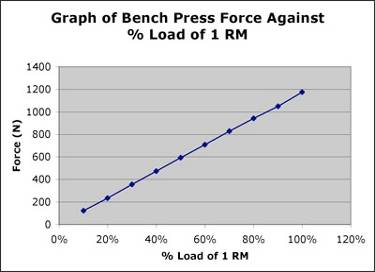 Graph of Bench Press Force Against
% Load of 1 RM
1400
1200
1000
800
600
400
200
0
Force (N)
0% 20% 40% 60% 80% 100% 120%
% Load of 1 RM